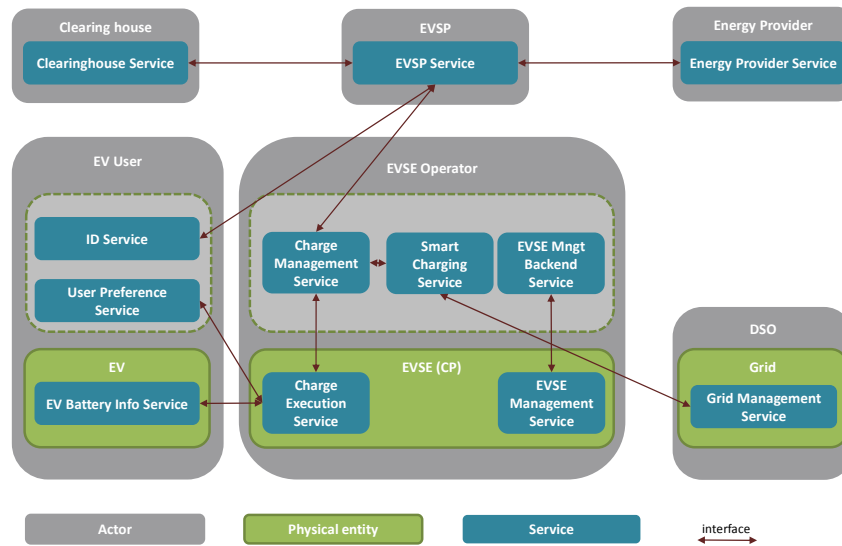 Clearing house
Clearinghouse Service
EVSP
EVSP Service
Energy Provider
Energy Provider Service
EV User
ID Service
User Preference
Service
EV
EV Battery Info Service
EVSE Operator
Charge
Management
Service
Smart
Charging
Service
EVSE Mngt
Backend
Service
EVSE (CP)
Charge
Execution
Service
EVSE
Management
Service
DSO
Grid
Grid Management
Service
Actor
Physical entity
Service
interface